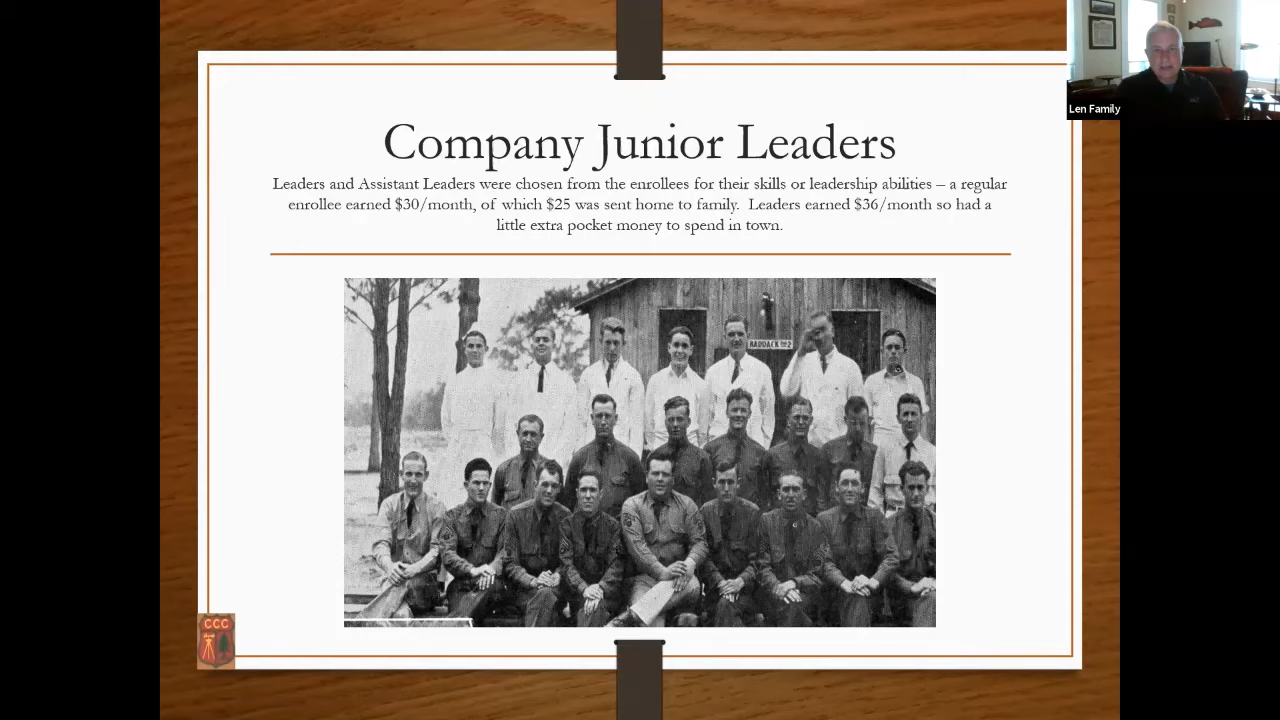 Company Junior Leaders
Leaders and Assistant Leaders were chosen from the enrollees for their skills or leadership abilities – a regular
enrollee earned $30/month, of which $25 was sent home to family.  Leaders earned $36/month so had a
little extra pocket money to spend in town.
Len Family
CCC